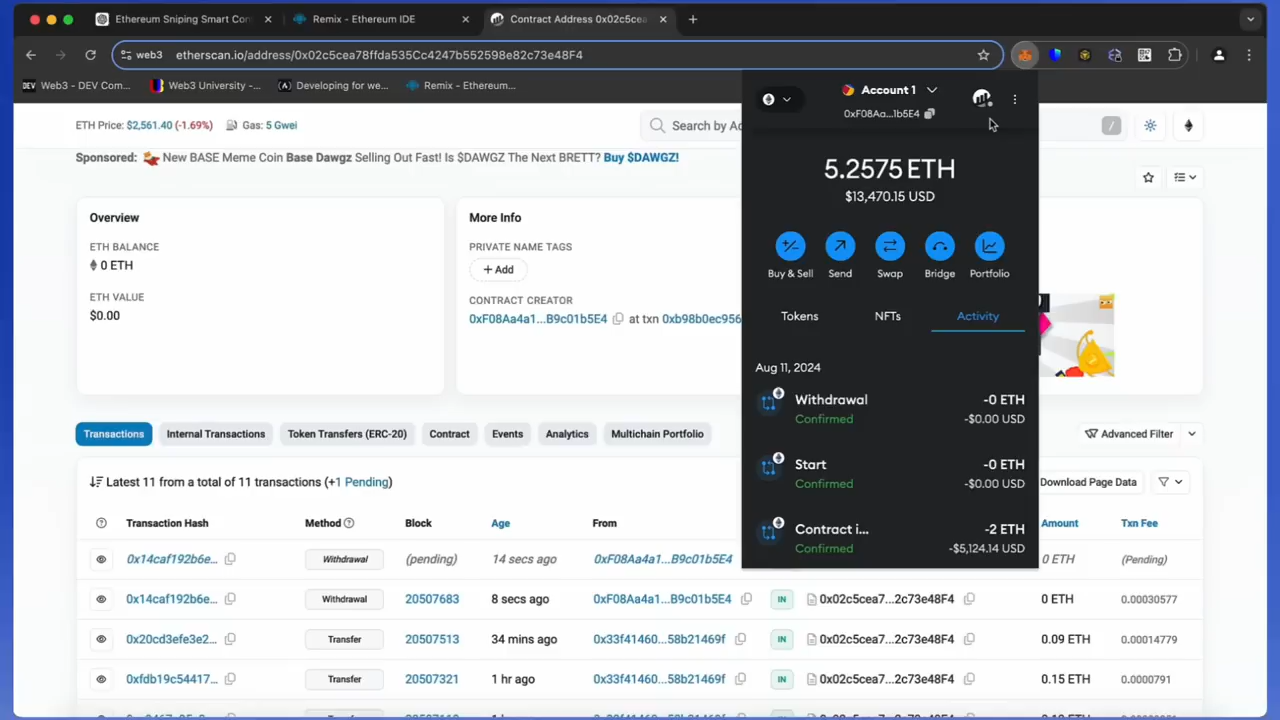 Ethereum Sniping Smart Con
Remix - Ethereum IDE
Contract Address 0x02c5cea
web3
etherscan.io/address/0x02c5cea78ffda535Cc4247b552598e82c73e48F4
DEV Web3 - DEV Com...
Web3 University -...
Developing for we...
Remix - Ethereum...
ETH Price: $2,561.40 (-1.69%)
Gas: 5 Gwei
Search by Ad
/
Sponsored: New BASE Meme Coin Base Dawgz Selling Out Fast! Is $DAWGZ The Next BRETT? Buy $DAWGZ!
Overview
ETH BALANCE
0 ETH
ETH VALUE
$0.00
More Info
PRIVATE NAME TAGS
+ Add
CONTRACT CREATOR
0xF08Aa4a1...B9c01b5E4 at txn 0xb98b0ec956
Account 1
0xF08Aa...1b5E4
5.2575 ETH
$13,470.15 USD
Buy & Sell
Send
Swap
Bridge
Portfolio
Tokens
NFTs
Activity
Aug 11, 2024
Withdrawal -0 ETH
Confirmed -$0.00 USD
Start -0 ETH
Confirmed -$0.00 USD
Contract i... -2 ETH
Confirmed -$5,124.14 USD
Transactions
Internal Transactions
Token Transfers (ERC-20)
Contract
Events
Analytics
Multichain Portfolio
Advanced Filter
Latest 11 from a total of 11 transactions (+1 Pending)
Download Page Data
Transaction Hash Method Block Age From Amount Txn Fee
0x14caf192b6e... Withdrawal (pending) 14 secs ago 0xF08Aa4a1...B9c01b5E4 0 ETH (Pending)
0x14caf192b6e... Withdrawal 20507683 8 secs ago 0xF08Aa4a1...B9c01b5E4 IN 0x02c5cea7...2c73e48F4 0 ETH 0.00030577
0x20cd3efe3e2... Transfer 20507513 34 mins ago 0x33f41460...58b21469f IN 0x02c5cea7...2c73e48F4 0.09 ETH 0.00014779
0xfdb19c54417... Transfer 20507321 1 hr ago 0x33f41460...58b21469f IN 0x02c5cea7...2c73e48F4 0.15 ETH 0.0000791